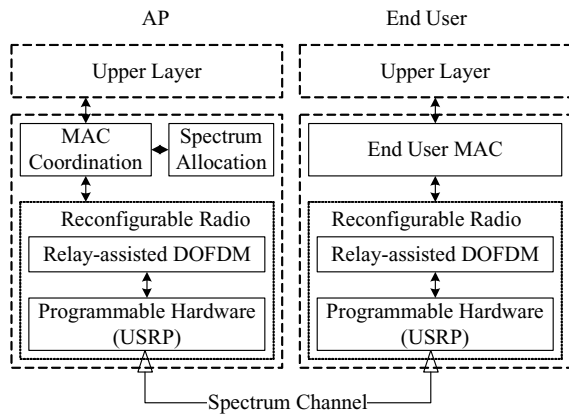 AP
Upper Layer
MAC
Coordination
Spectrum
Allocation
Reconfigurable Radio
Relay-assisted DOFDM
Programmable Hardware
(USRP)
End User
Upper Layer
End User MAC
Reconfigurable Radio
Relay-assisted DOFDM
Programmable Hardware
(USRP)
Spectrum Channel